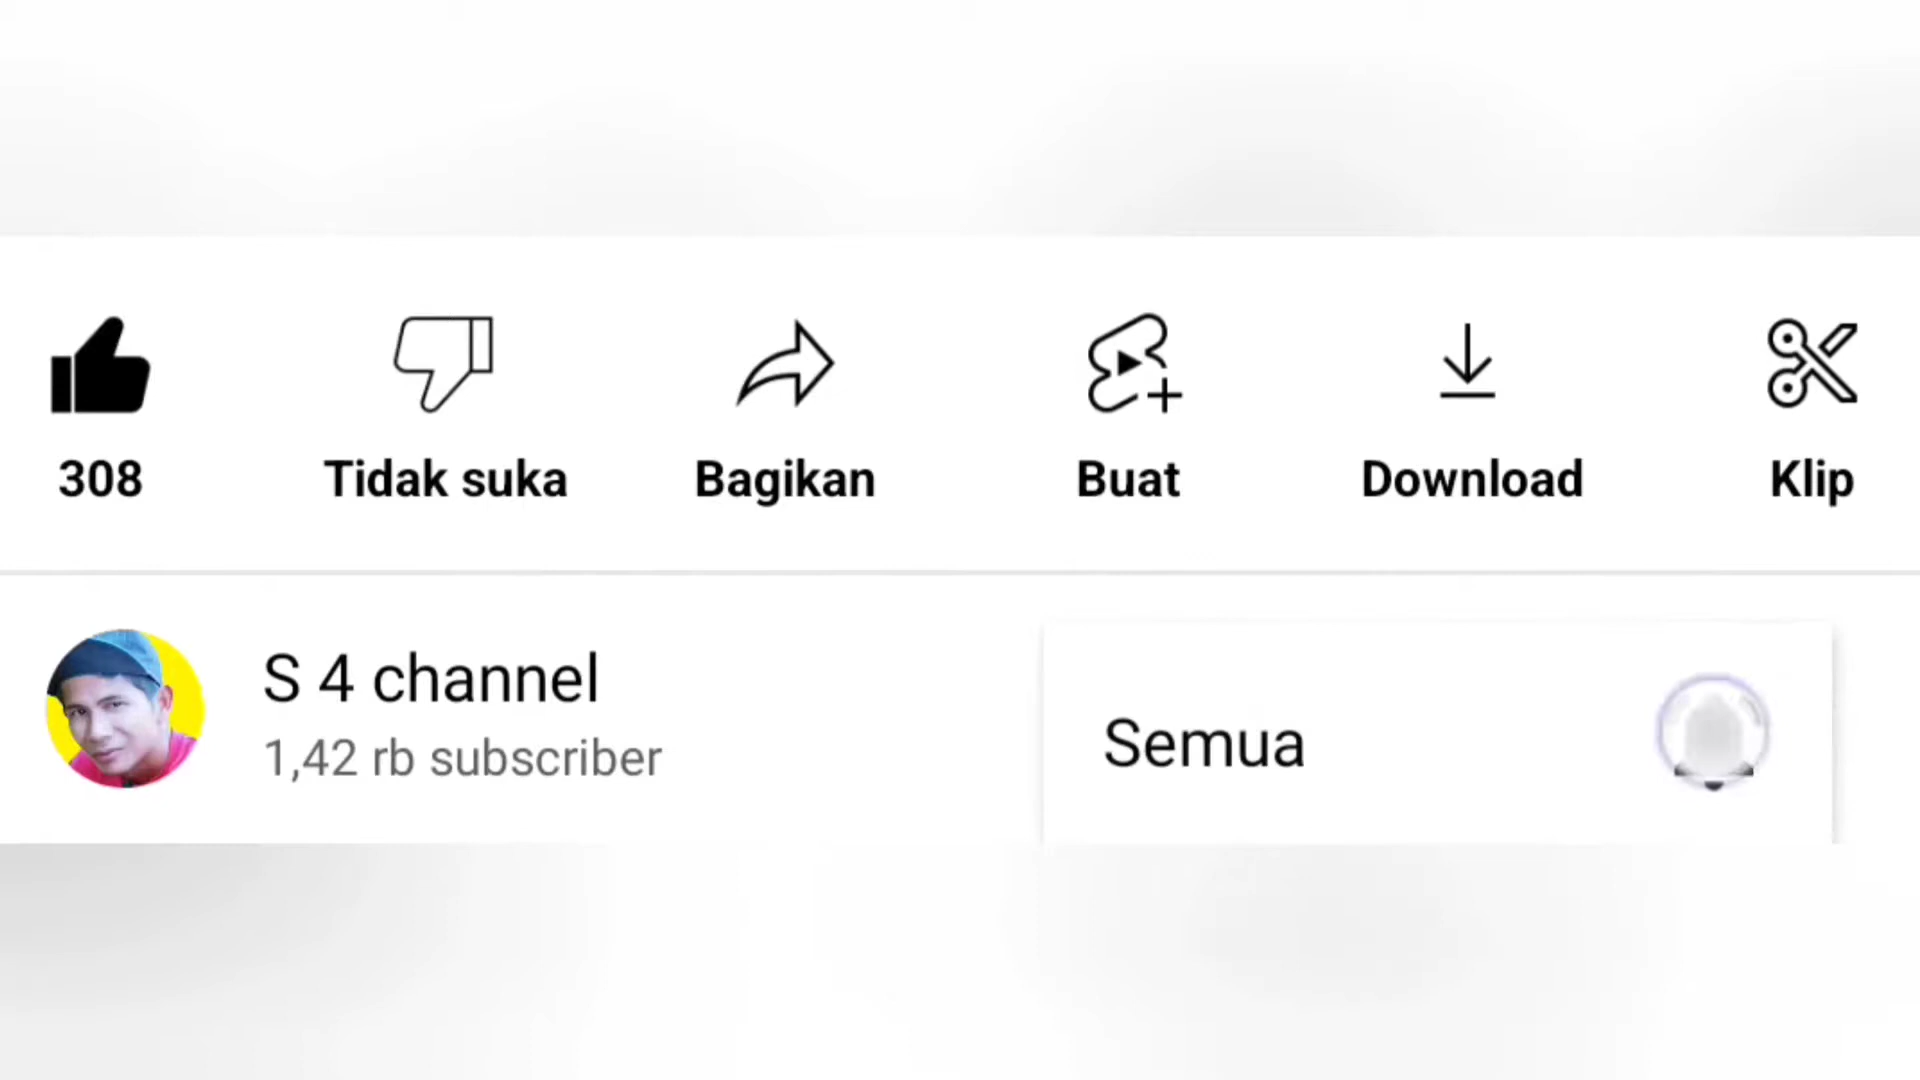 308 Tidak suka Bagikan Buat Download Klip
S 4 channel
1,42 rb subscriber
Semua